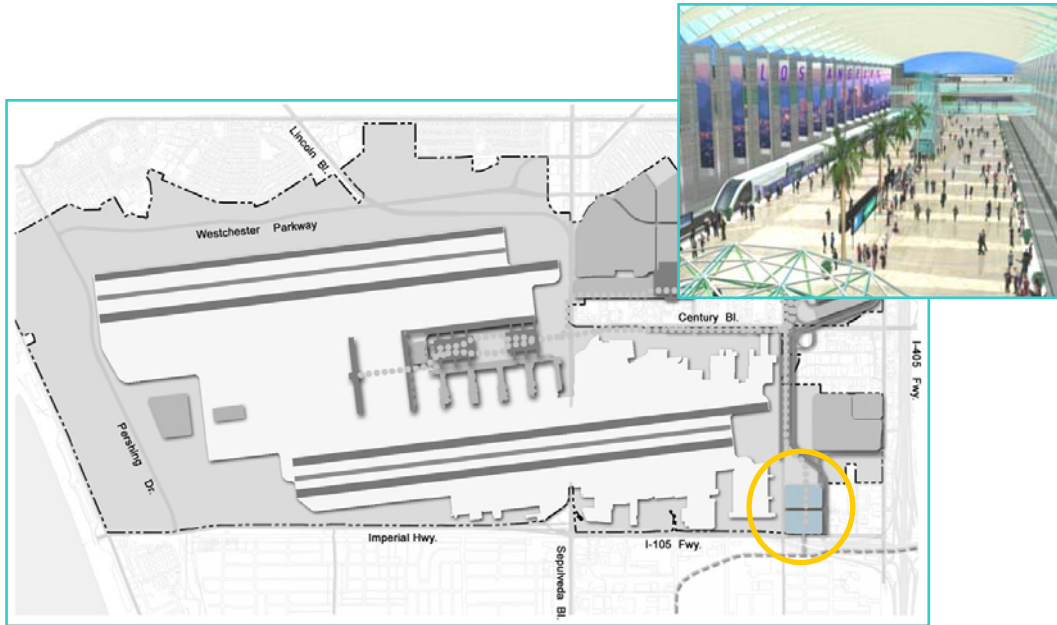 LOS ANGELES
Lincoln Bl.
Westchester Parkway
Century Bl.
I-405 Fwy.
Pershing Dr.
Imperial Hwy.
I-105 Fwy.
Sepulveda Bl.